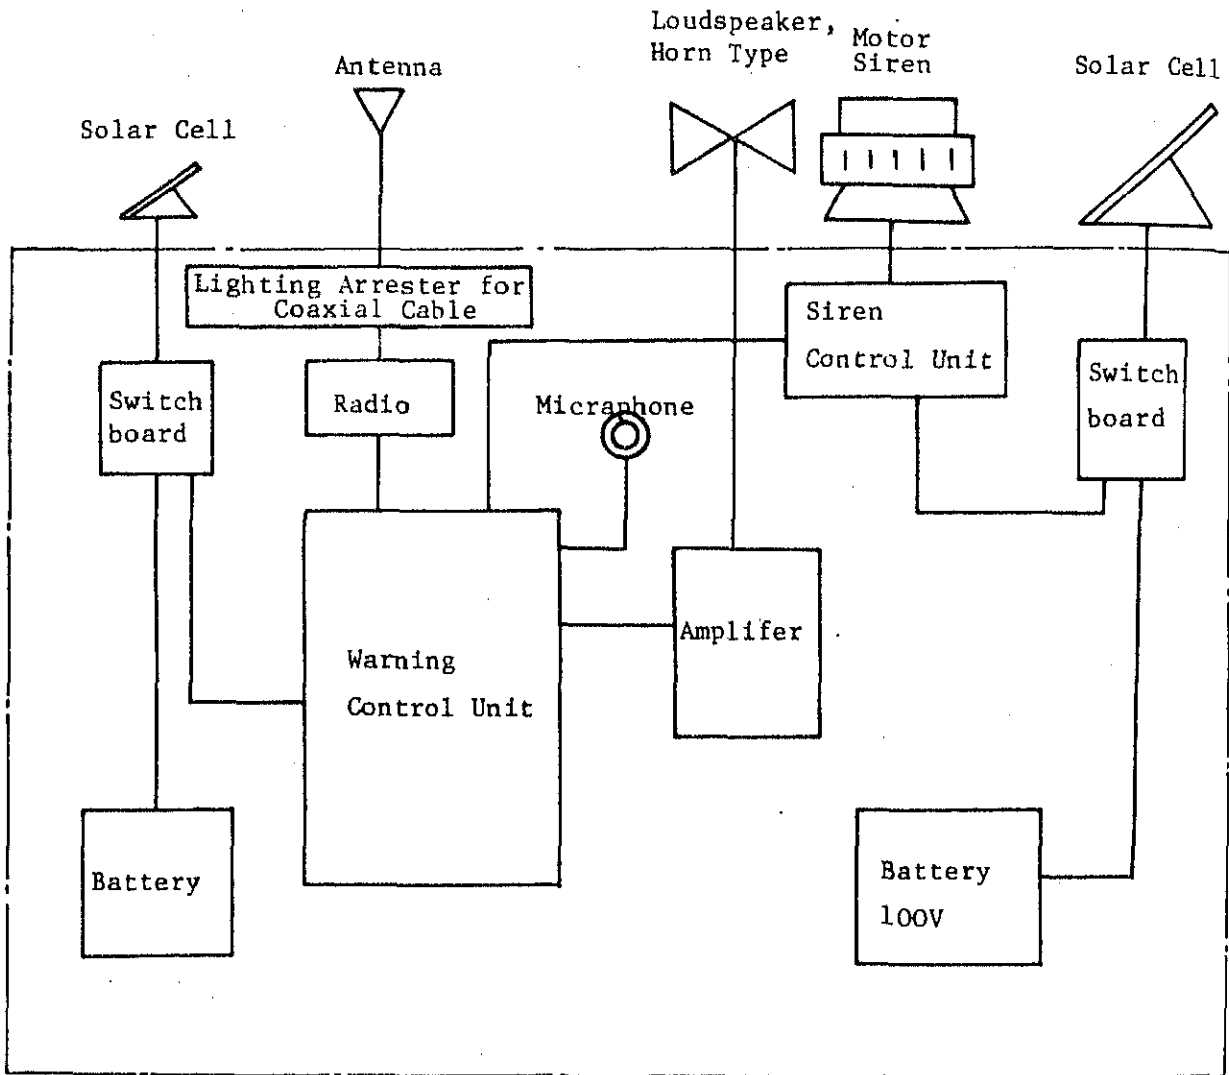 Loudspeaker,
Horn Type
Motor
Siren
Antenna
Solar Cell
Solar Cell
Lighting Arrester for
Coaxial Cable
Siren
Control Unit
Switch
board
Radio
Micraphone
Switch
board
Warning
Control Unit
Amplifer
Battery
Battery
100V